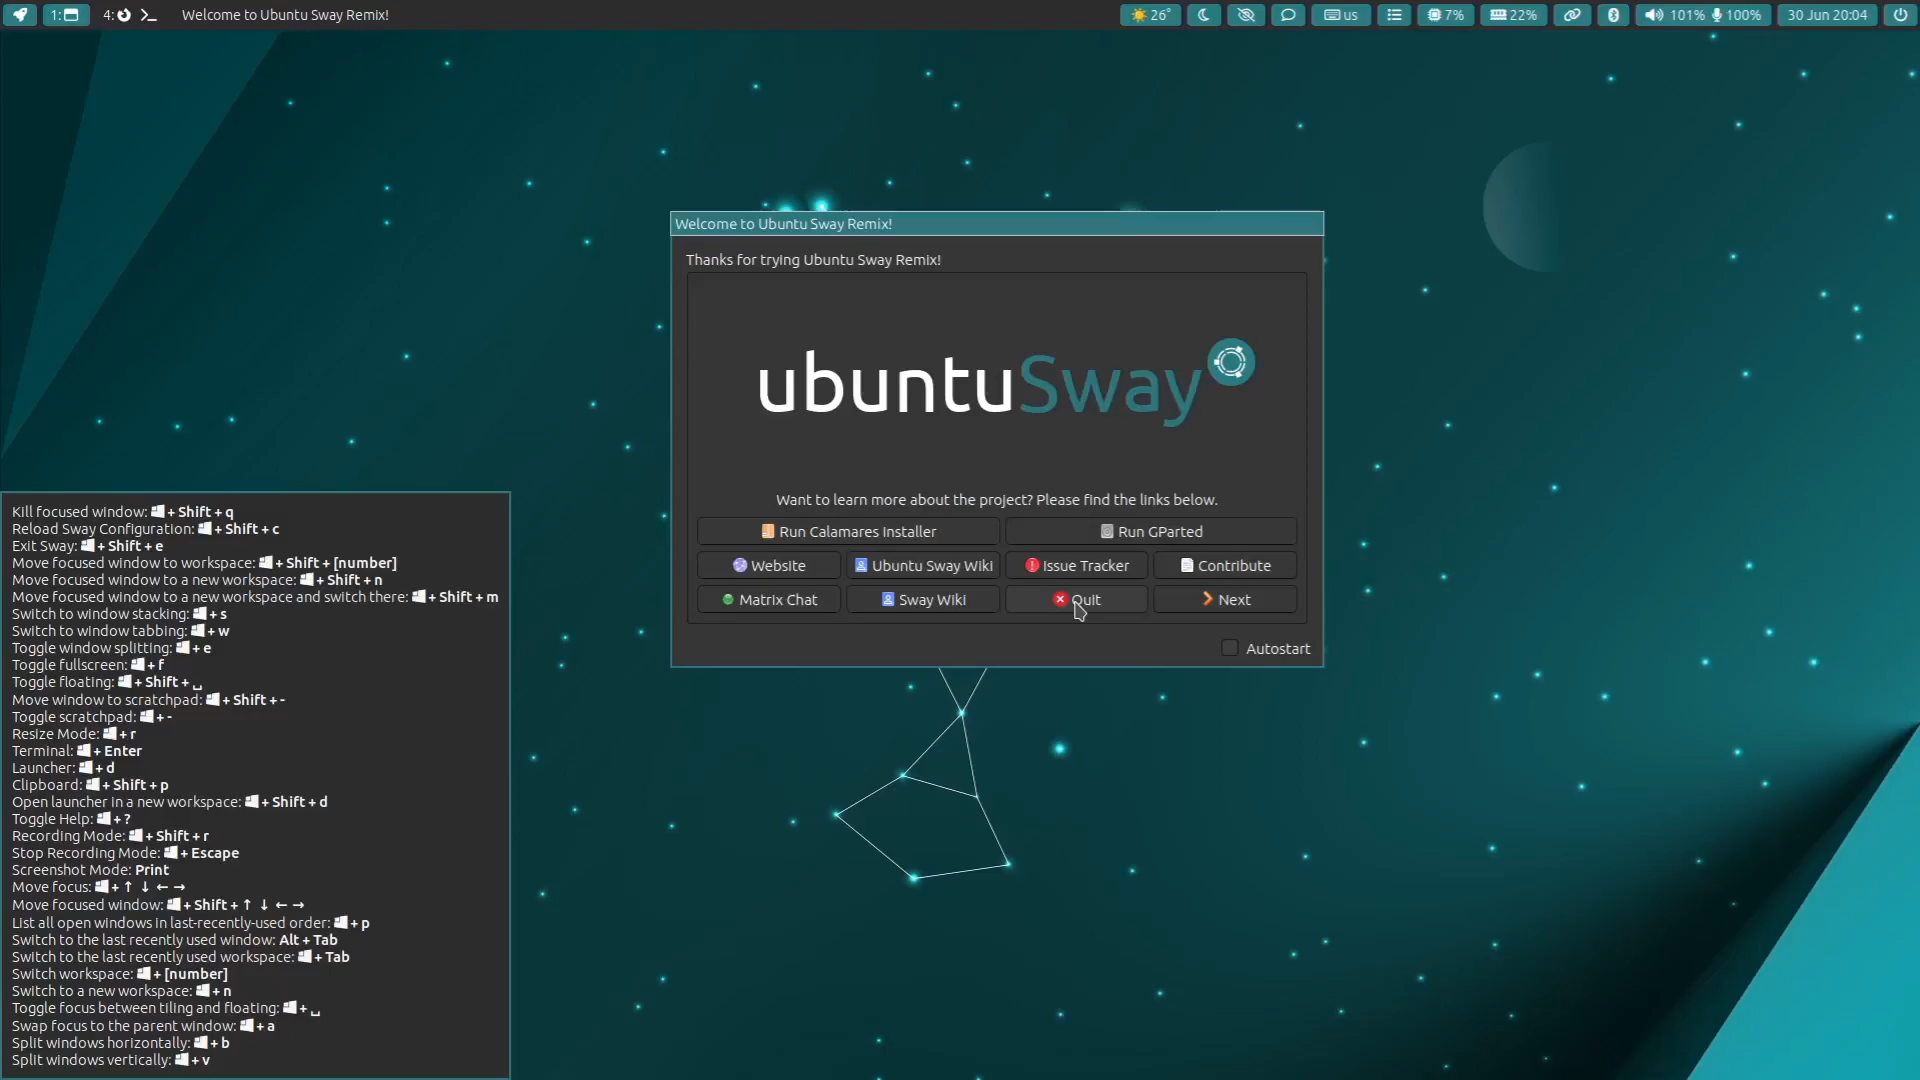 1: 4: Welcome to Ubuntu Sway Remix! 26° us 7% 22% 101% 100% 30 Jun 20:04
Welcome to Ubuntu Sway Remix!
Thanks for trying Ubuntu Sway Remix!
ubuntuSway
Want to learn more about the project? Please find the links below.
Run Calamares Installer Run GParted
Website Ubuntu Sway Wiki Issue Tracker Contribute
Matrix Chat Sway Wiki Quit Next
Autostart
Kill focused window: + Shift + q
Reload Sway Configuration: + Shift + c
Exit Sway: + Shift + e
Move focused window to workspace: + Shift + [number]
Move focused window to a new workspace: + Shift + n
Move focused window to a new workspace and switch there: + Shift + m
Switch to window stacking: + s
Switch to window tabbing: + w
Toggle window splitting: + e
Toggle fullscreen: + f
Toggle floating: + Shift + ␣
Move window to scratchpad: + Shift + -
Toggle scratchpad: + -
Resize Mode: + r
Terminal: + Enter
Launcher: + d
Clipboard: + Shift + p
Open launcher in a new workspace: + Shift + d
Toggle Help: + ?
Recording Mode: + Shift + r
Stop Recording Mode: + Escape
Screenshot Mode: Print
Move focus: + ↑ ↓ ← →
Move focused window: + Shift + ↑ ↓ ← →
List all open windows in last-recently-used order: + p
Switch to the last recently used window: Alt + Tab
Switch to the last recently used workspace: + Tab
Switch workspace: + [number]
Switch to a new workspace: + n
Toggle focus between tiling and floating: + ␣
Swap focus to the parent window: + a
Split windows horizontally: + b
Split windows vertically: + v